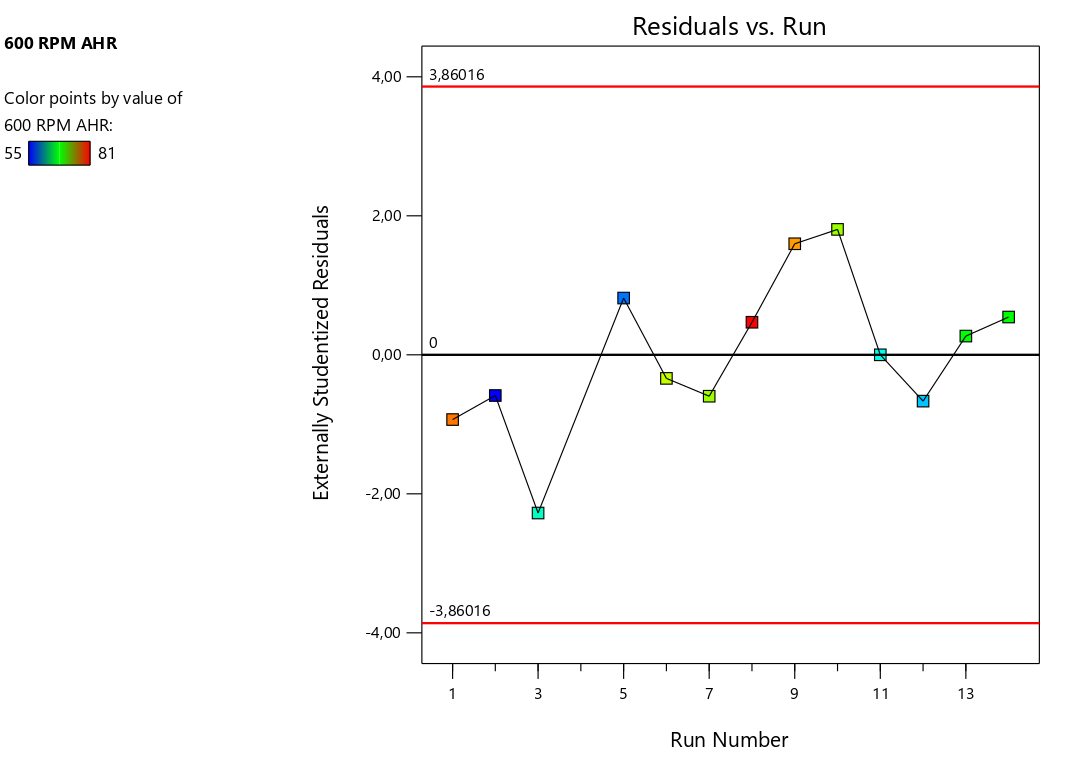 600 RPM AHR
Color points by value of
600 RPM AHR:
55 81
Residuals vs. Run
Externally Studentized Residuals
4,00
2,00
0,00
-2,00
-4,00
3,86016
0
-3,86016
1 3 5 7 9 11 13
Run Number